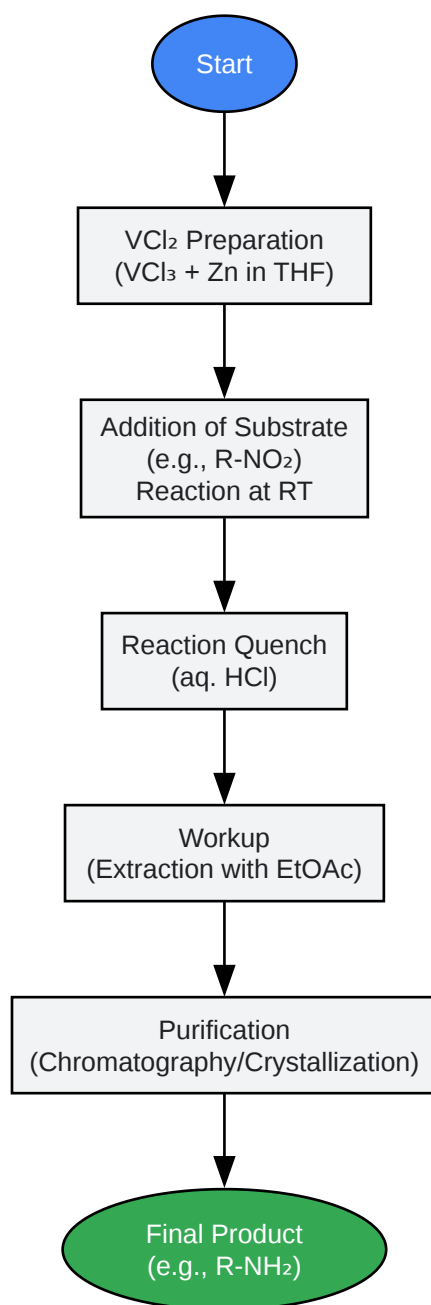 Start
VCl₂ Preparation
(VCl₃ + Zn in THF)
Addition of Substrate
(e.g., R-NO₂)
Reaction at RT
Reaction Quench
(aq. HCl)
Workup
(Extraction with EtOAc)
Purification
(Chromatography/Crystallization)
Final Product
(e.g., R-NH₂)